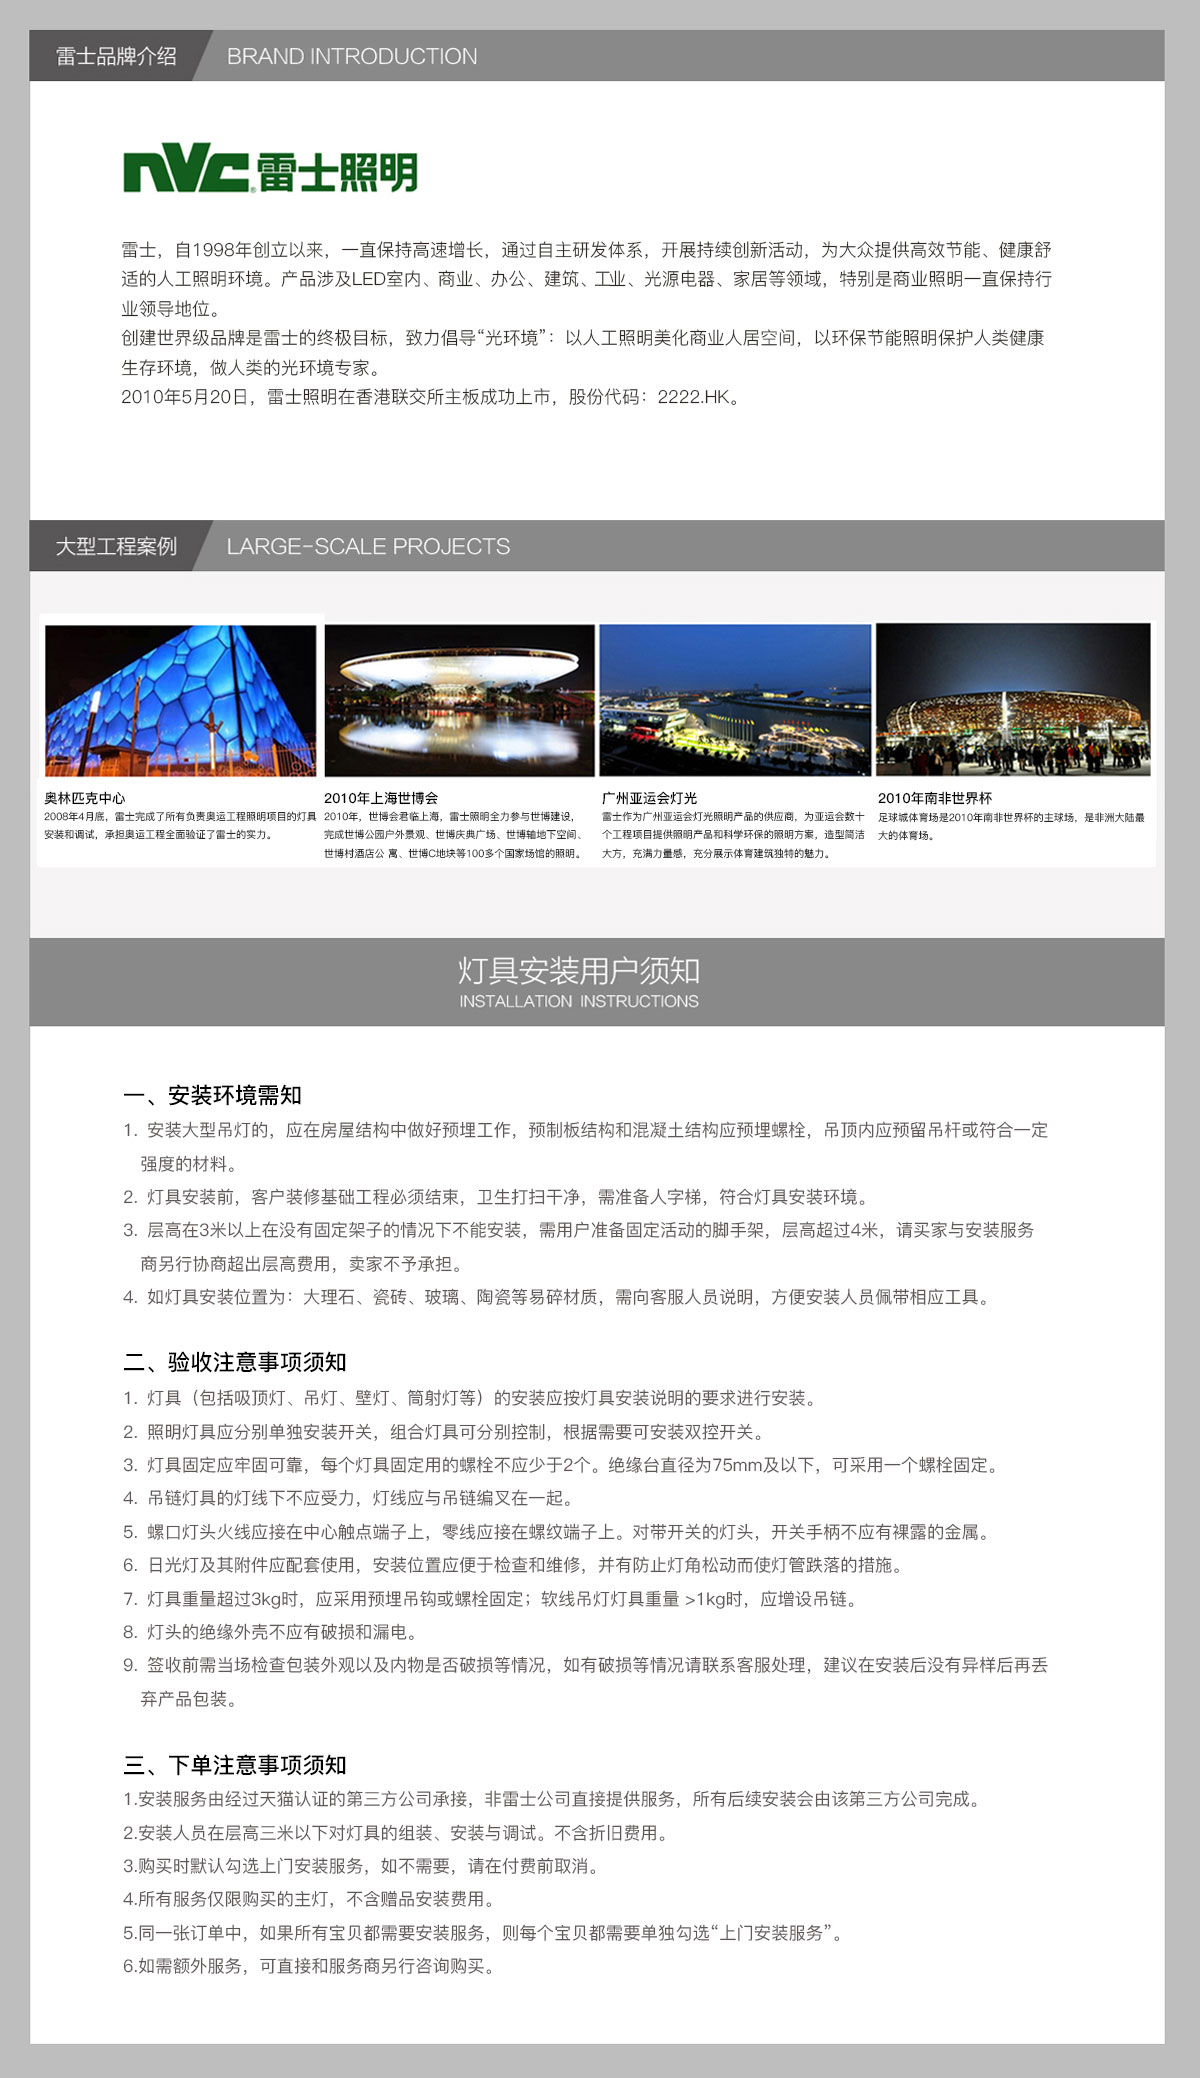 雷士品牌介绍 BRAND INTRODUCTION
nVC®雷士照明
雷士，自1998年创立以来，一直保持高速增长，通过自主研发体系，开展持续创新活动，为大众提供高效节能、健康舒
适的人工照明环境。产品涉及LED室内、商业、办公、建筑、工业、光源电器、家居等领域，特别是商业照明一直保持行
业领导地位。
创建世界级品牌是雷士的终极目标，致力倡导“光环境”：以人工照明美化商业人居空间，以环保节能照明保护人类健康
生存环境，做人类的光环境专家。
2010年5月20日，雷士照明在香港联交所主板成功上市，股份代码：2222.HK。
大型工程案例 LARGE-SCALE PROJECTS
奥林匹克中心
2008年4月底，雷士完成了所有负责奥运工程照明项目的灯具
安装和调试，承担奥运工程全面验证了雷士的实力。
2010年上海世博会
2010年，世博会君临上海，雷士照明全力参与世博建设，
完成世博公园户外景观、世博庆典广场、世博轴地下空间、
世博村酒店公 寓、世博C地块等100多个国家场馆的照明。
广州亚运会灯光
雷士作为广州亚运会灯光照明产品的供应商，为亚运会数十
个工程项目提供照明产品和科学环保的照明方案，造型简洁
大方，充满力量感，充分展示体育建筑独特的魅力。
2010年南非世界杯
足球城体育场是2010年南非世界杯的主球场，是非洲大陆最
大的体育场。
灯具安装用户须知
INSTALLATION INSTRUCTIONS
一、安装环境需知
1. 安装大型吊灯的，应在房屋结构中做好预埋工作，预制板结构和混凝土结构应预埋螺栓，吊顶内应预留吊杆或符合一定
强度的材料。
2. 灯具安装前，客户装修基础工程必须结束，卫生打扫干净，需准备人字梯，符合灯具安装环境。
3. 层高在3米以上在没有固定架子的情况下不能安装，需用户准备固定活动的脚手架，层高超过4米，请买家与安装服务
商另行协商超出层高费用，卖家不予承担。
4. 如灯具安装位置为：大理石、瓷砖、玻璃、陶瓷等易碎材质，需向客服人员说明，方便安装人员佩带相应工具。
二、验收注意事项须知
1. 灯具（包括吸顶灯、吊灯、壁灯、筒射灯等）的安装应按灯具安装说明的要求进行安装。
2. 照明灯具应分别单独安装开关，组合灯具可分别控制，根据需要可安装双控开关。
3. 灯具固定应牢固可靠，每个灯具固定用的螺栓不应少于2个。绝缘台直径为75mm及以下，可采用一个螺栓固定。
4. 吊链灯具的灯线下不应受力，灯线应与吊链编叉在一起。
5. 螺口灯头火线应接在中心触点端子上，零线应接在螺纹端子上。对带开关的灯头，开关手柄不应有裸露的金属。
6. 日光灯及其附件应配套使用，安装位置应便于检查和维修，并有防止灯角松动而使灯管跌落的措施。
7. 灯具重量超过3kg时，应采用预埋吊钩或螺栓固定；软线吊灯灯具重量 >1kg时，应增设吊链。
8. 灯头的绝缘外壳不应有破损和漏电。
9. 签收前需当场检查包装外观以及内物是否破损等情况，如有破损等情况请联系客服处理，建议在安装后没有异样后再丢
弃产品包装。
三、下单注意事项须知
1.安装服务由经过天猫认证的第三方公司承接，非雷士公司直接提供服务，所有后续安装会由该第三方公司完成。
2.安装人员在层高三米以下对灯具的组装、安装与调试。不含折旧费用。
3.购买时默认勾选上门安装服务，如不需要，请在付费前取消。
4.所有服务仅限购买的主灯，不含赠品安装费用。
5.同一张订单中，如果所有宝贝都需要安装服务，则每个宝贝都需要单独勾选“上门安装服务”。
6.如需额外服务，可直接和服务商另行咨询购买。